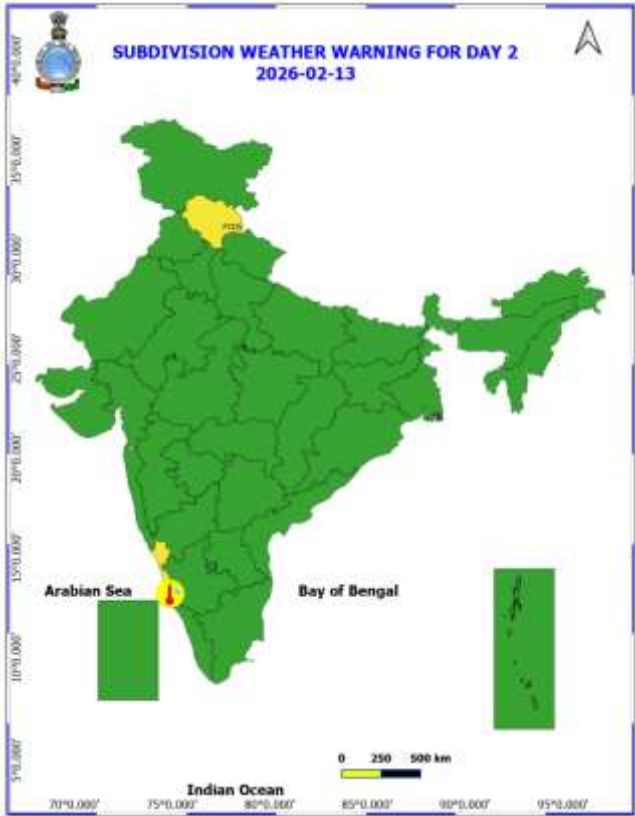 SUBDIVISION WEATHER WARNING FOR DAY 2
2026-02-13
40°0.000'
35°0.000'
30°0.000'
25°0.000'
20°0.000'
15°0.000'
10°0.000'
5°0.000'
Arabian Sea
Bay of Bengal
0 250 500 km
Indian Ocean
70°0.000' 75°0.000' 80°0.000' 85°0.000' 90°0.000' 95°0.000'